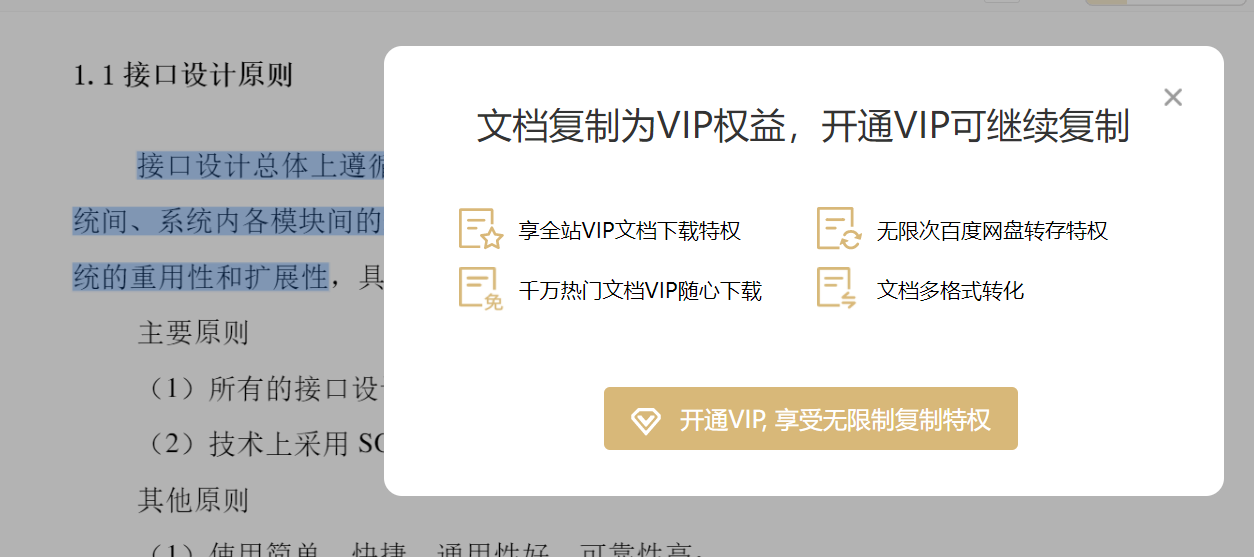 1.1 接口设计原则
接口设计总体上遵循
统间、系统内各模块间的
统的重用性和扩展性，具
主要原则
（1）所有的接口设
（2）技术上采用 SO
其他原则
（1）使用简单、快捷、通用性好、可靠性高。
文档复制为VIP权益，开通VIP可继续复制
享全站VIP文档下载特权
无限次百度网盘转存特权
免
千万热门文档VIP随心下载
文档多格式转化
开通VIP, 享受无限制复制特权